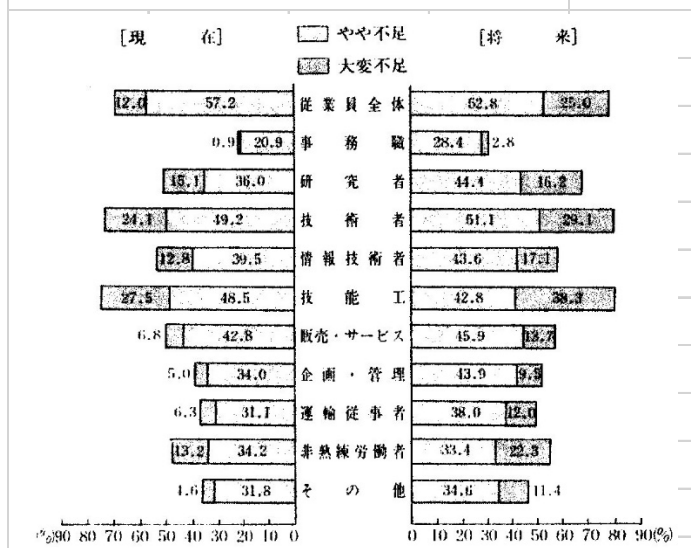 [現 在] やや不足 [将 来]
大変不足
12.0 57.2 従業員全体 52.8 25.0
0.9 20.9 事務職 28.4 2.8
15.1 36.0 研究者 44.4 16.2
24.1 49.2 技術者 51.1 29.1
12.8 39.5 情報技術者 43.6 17.1
27.5 48.5 技能工 42.8 38.3
6.8 42.8 販売・サービス 45.9 13.7
5.0 34.0 企画・管理 43.9 9.5
6.3 31.1 運輸従事者 38.0 12.0
13.2 34.2 非熟練労働者 33.4 22.3
4.6 31.8 その他 34.6 11.4
(%)90 80 70 60 50 40 30 20 10 0 0 10 20 30 40 50 60 70 80 90(%)